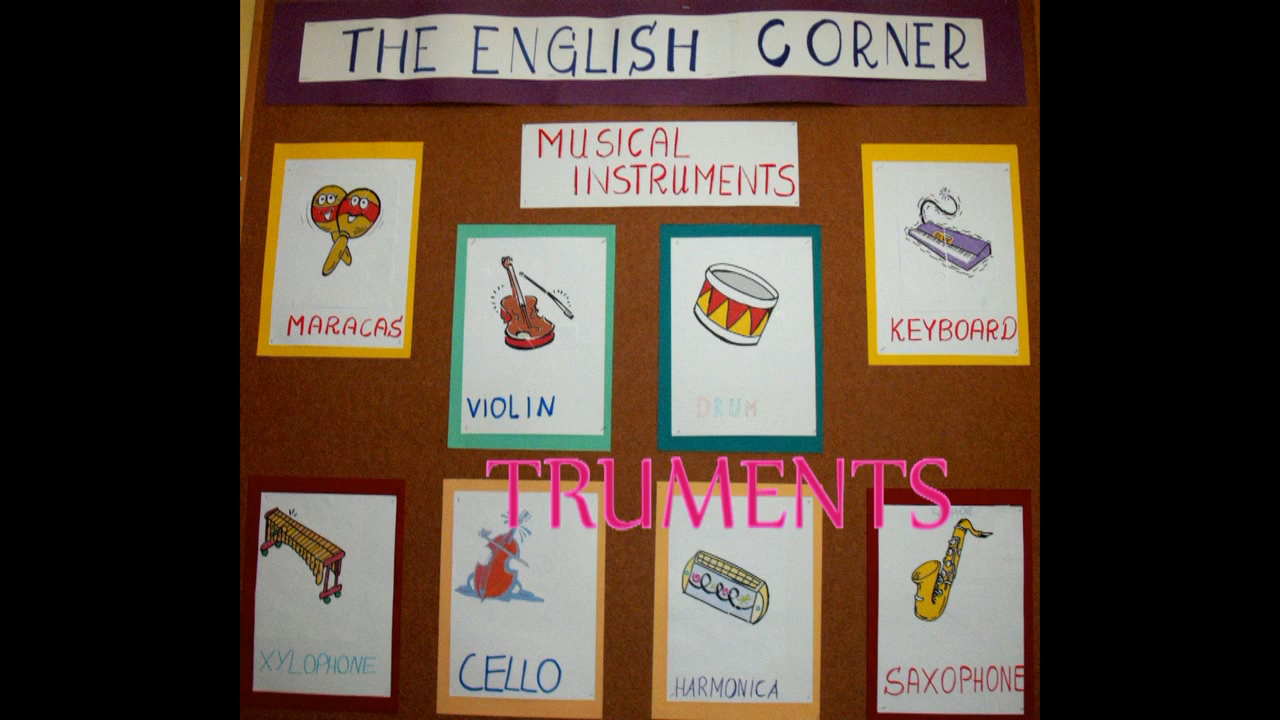 THE ENGLISH CORNER
MUSICAL
INSTRUMENTS
MARACAS
KEYBOARD
VIOLIN
DRUM
TRUMENTS
XYLOPHONE
CELLO
HARMONICA
SAXOPHONE